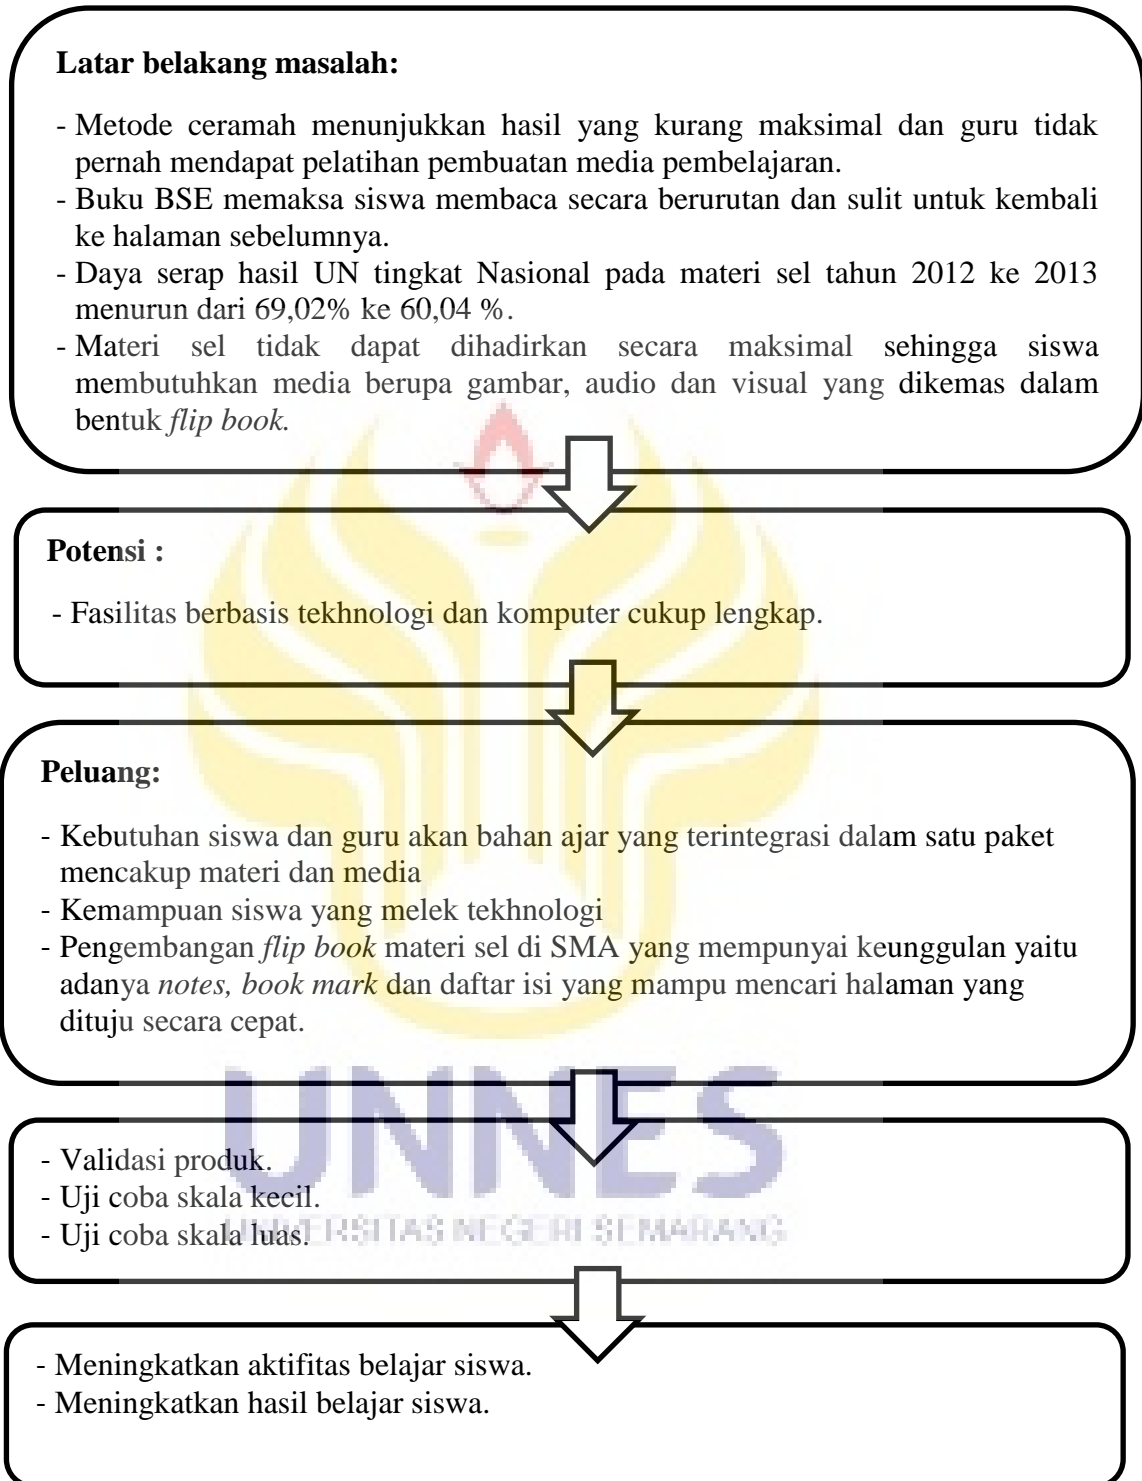 Latar belakang masalah:
- Metode ceramah menunjukkan hasil yang kurang maksimal dan guru tidak
pernah mendapat pelatihan pembuatan media pembelajaran.
- Buku BSE memaksa siswa membaca secara berurutan dan sulit untuk kembali
ke halaman sebelumnya.
- Daya serap hasil UN tingkat Nasional pada materi sel tahun 2012 ke 2013
menurun dari 69,02% ke 60,04 %.
- Materi sel tidak dapat dihadirkan secara maksimal sehingga siswa
membutuhkan media berupa gambar, audio dan visual yang dikemas dalam
bentuk flip book.
Potensi :
- Fasilitas berbasis tekhnologi dan komputer cukup lengkap.
Peluang:
- Kebutuhan siswa dan guru akan bahan ajar yang terintegrasi dalam satu paket
mencakup materi dan media
- Kemampuan siswa yang melek tekhnologi
- Pengembangan flip book materi sel di SMA yang mempunyai keunggulan yaitu
adanya notes, book mark dan daftar isi yang mampu mencari halaman yang
dituju secara cepat.
UNNES
- Validasi produk.
- Uji coba skala kecil.
- Uji coba skala luas.
UNIVERSITAS NEGERI SEMARANG
- Meningkatkan aktifitas belajar siswa.
- Meningkatkan hasil belajar siswa.